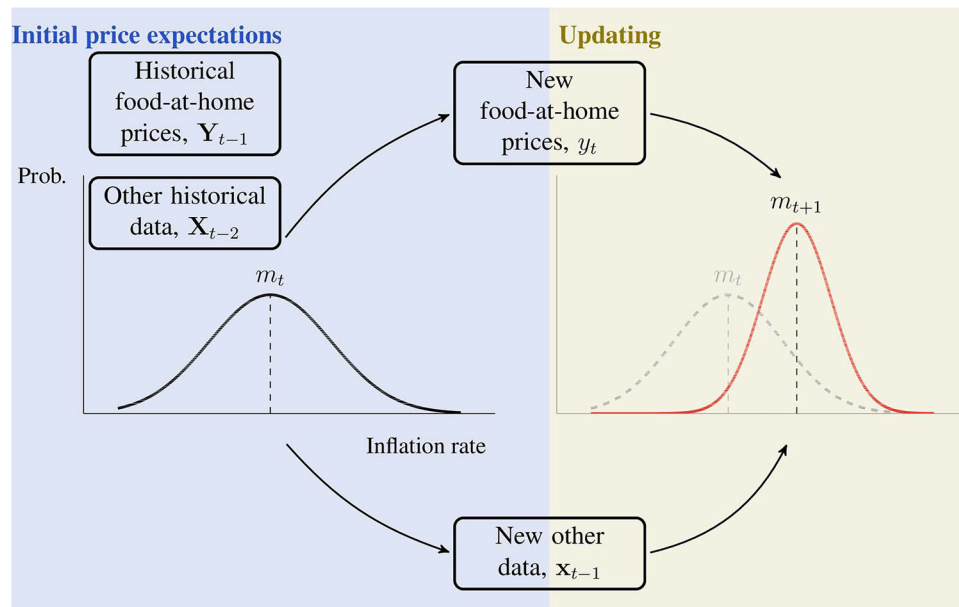 Initial price expectations
Updating
Historical
food-at-home
prices, Y_{t−1}
New
food-at-home
prices, y_t
Prob.
Other historical
data, X_{t−2}
m_t
m_t
m_{t+1}
Inflation rate
New other
data, x_{t−1}